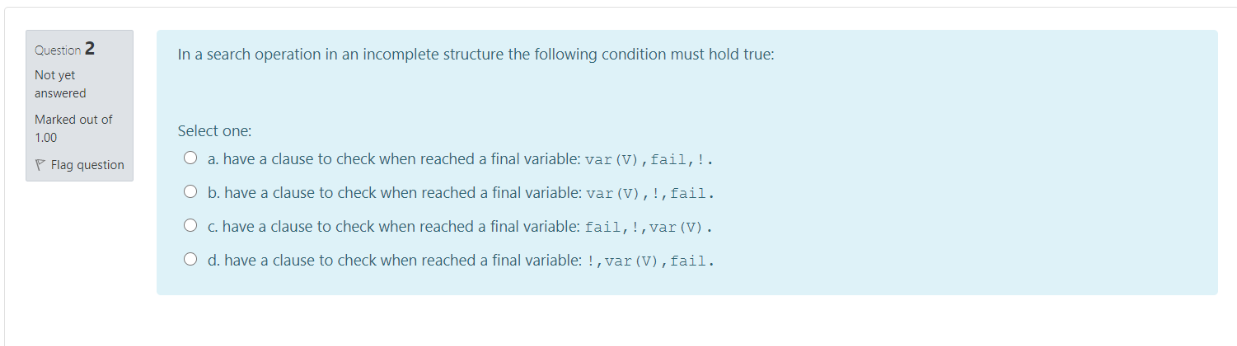 Question 2
Not yet
answered
Marked out of
1.00
Flag question
In a search operation in an incomplete structure the following condition must hold true:
Select one:
a. have a clause to check when reached a final variable: var(V),fail,!.
b. have a clause to check when reached a final variable: var(V),!,fail.
c. have a clause to check when reached a final variable: fail,!,var(V).
d. have a clause to check when reached a final variable: !,var(V),fail.